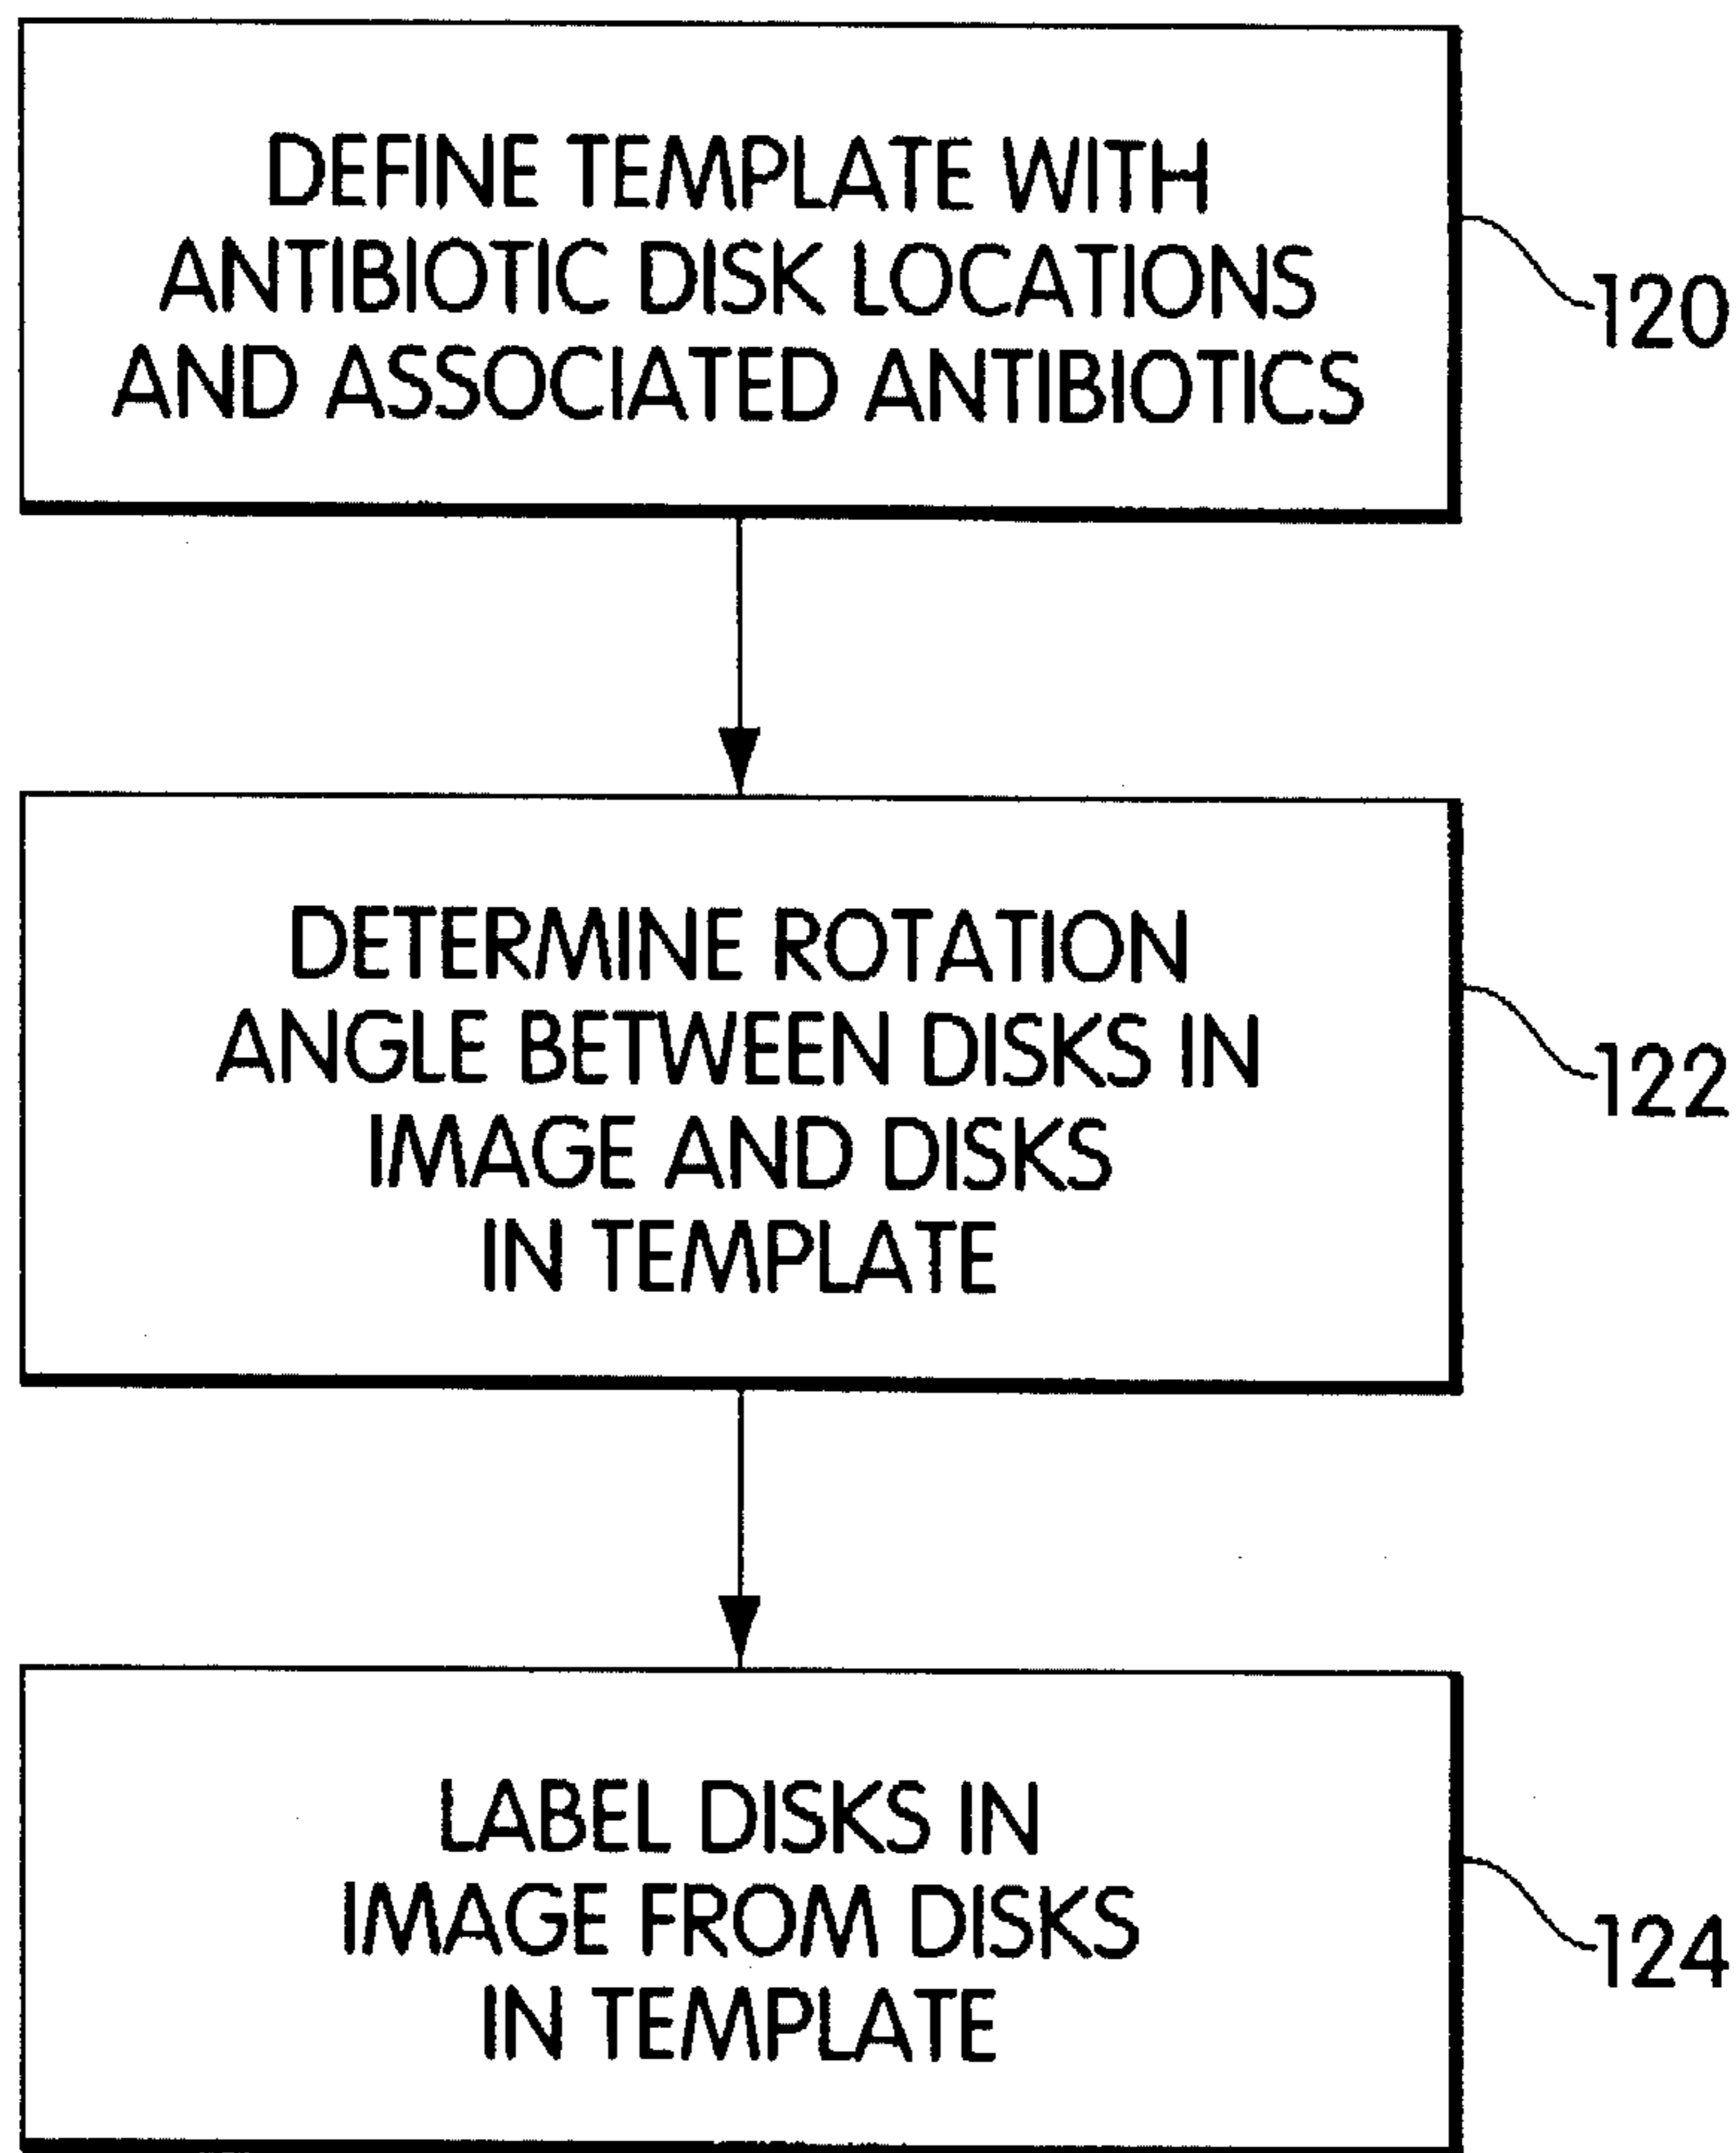 DEFINE TEMPLATE WITH
ANTIBIOTIC DISK LOCATIONS
AND ASSOCIATED ANTIBIOTICS
120
DETERMINE ROTATION
ANGLE BETWEEN DISKS IN
IMAGE AND DISKS
IN TEMPLATE
122
LABEL DISKS IN
IMAGE FROM DISKS
IN TEMPLATE
124